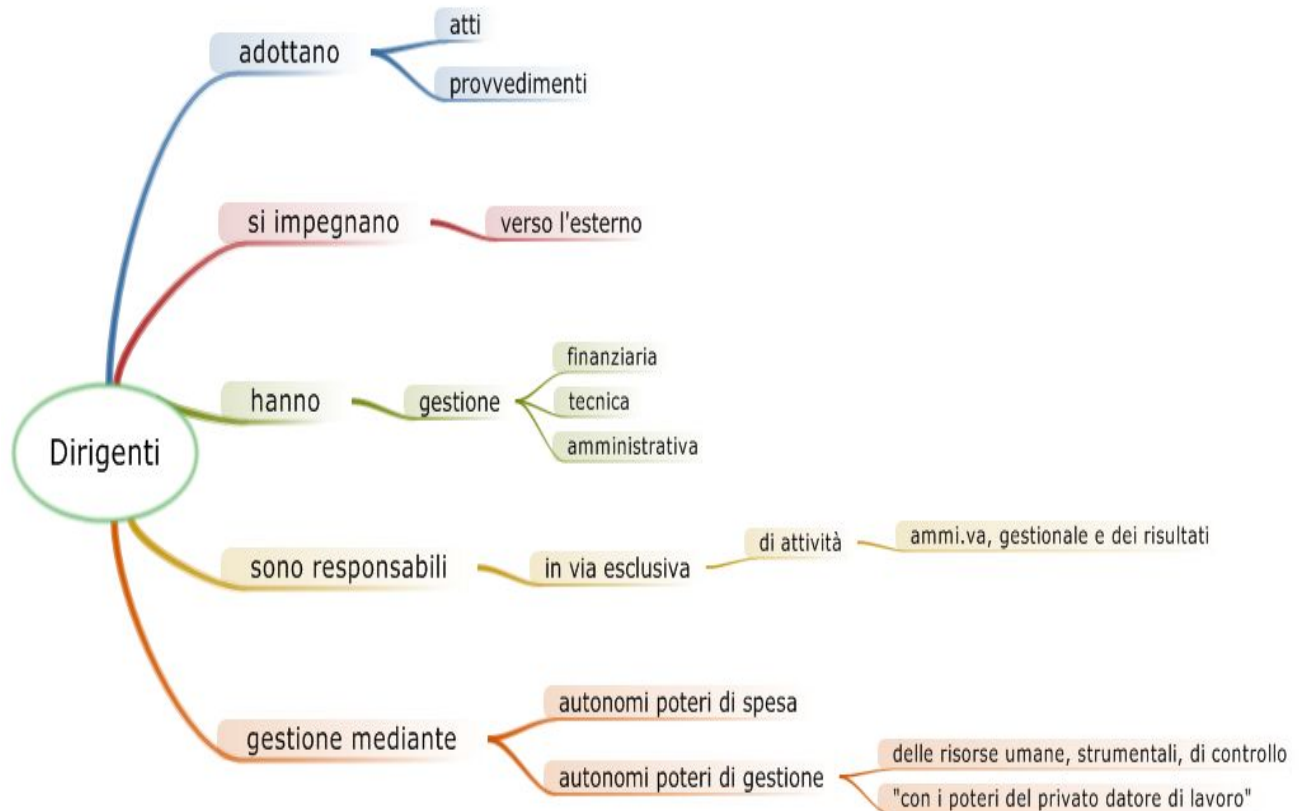 Dirigenti
adottano
atti
provvedimenti
si impegnano
verso l'esterno
hanno
gestione
finanziaria
tecnica
amministrativa
sono responsabili
in via esclusiva
di attività
ammi.va, gestionale e dei risultati
gestione mediante
autonomi poteri di spesa
autonomi poteri di gestione
delle risorse umane, strumentali, di controllo
"con i poteri del privato datore di lavoro"